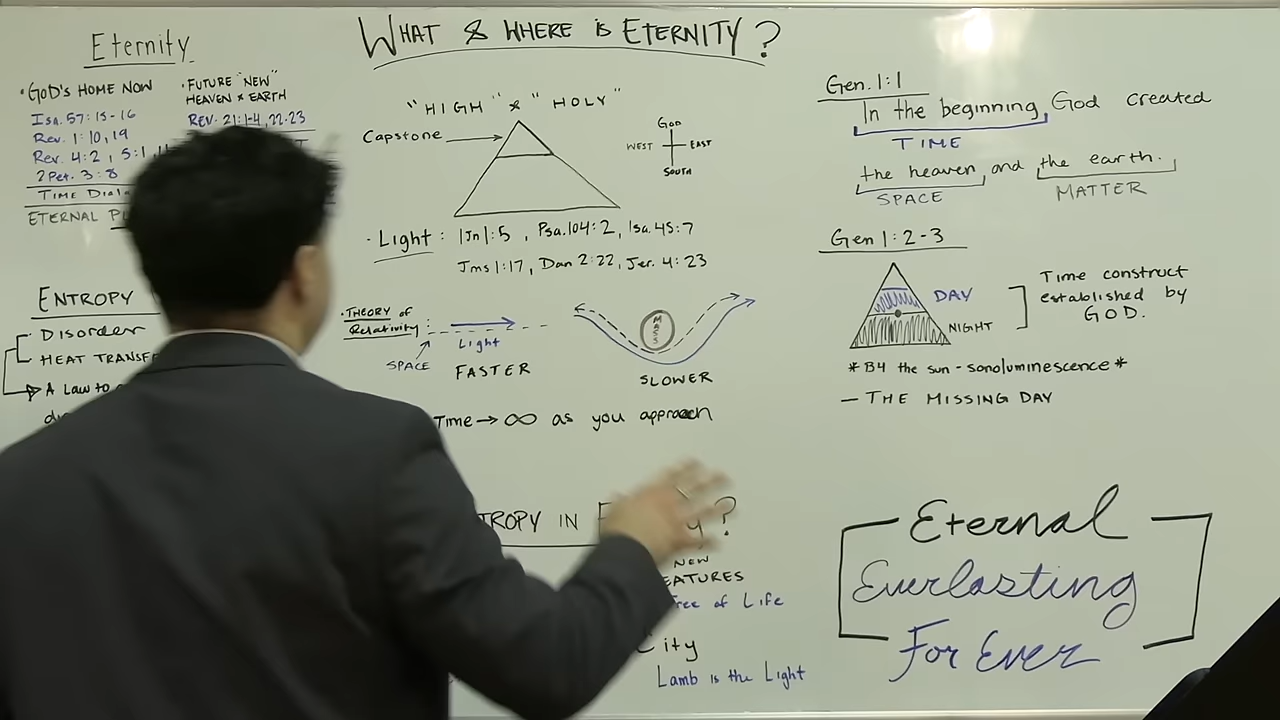 WHAT & WHERE IS ETERNITY?
Eternity
• GOD'S HOME NOW
Isa. 57:15-16
Rev. 1:10, 19
Rev. 4:2, 5:1,
2 Pet. 3:8
TIME
ETERNAL
• FUTURE "NEW"
HEAVEN & EARTH
REV. 21:1-4, 22-23
ENTROPY
DISORDER
HEAT
A LAW TO
"HIGH" & "HOLY"
Capstone
GOD
WEST EAST
SOUTH
• Light: 1Jn 1:5, Psa. 104:2, Isa. 45:7
Jms 1:17, Dan 2:22, Jer. 4:23
• THEORY of
Relativity:
Light
SPACE
FASTER
MASS
SLOWER
Time → ∞ as you approach
IN
?
NEW
of Life
City
Lamb is the Light
Gen. 1:1
In the beginning, God created
TIME
the heaven, and the earth.
SPACE MATTER
Gen 1:2-3
DAY
NIGHT
Time construct
established by
GOD.
* B4 the sun - sonoluminescence *
— THE MISSING DAY
Eternal
Everlasting
For Ever